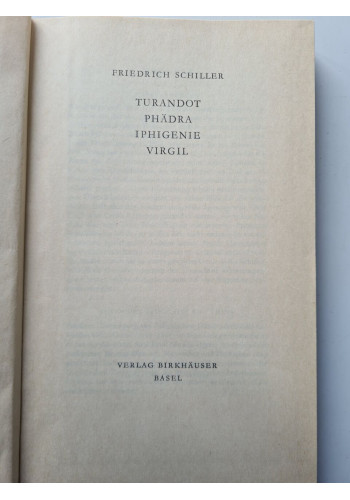 FRIEDRICH SCHILLER
TURANDOT
PHÄDRA
IPHIGENIE
VIRGIL
VERLAG BIRKHÄUSER
BASEL